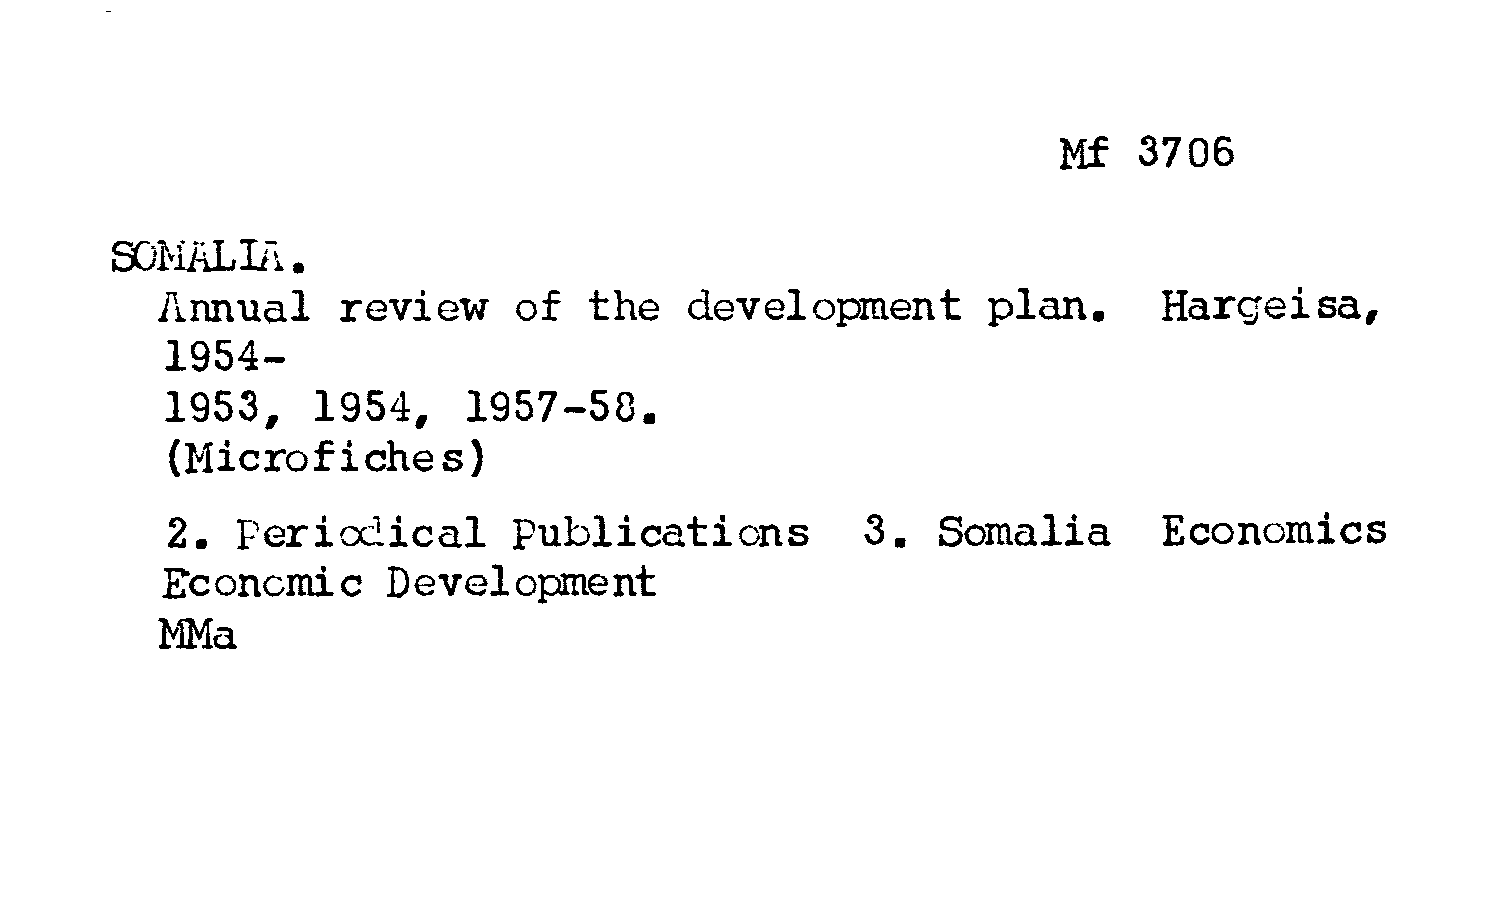 Mf 3706
SOMALIA.
Annual review of the development plan. Hargeisa,
1954-
1953, 1954, 1957-58.
(Microfiches)
2. Periodical Publications 3. Somalia Economics
Economic Development
MMa